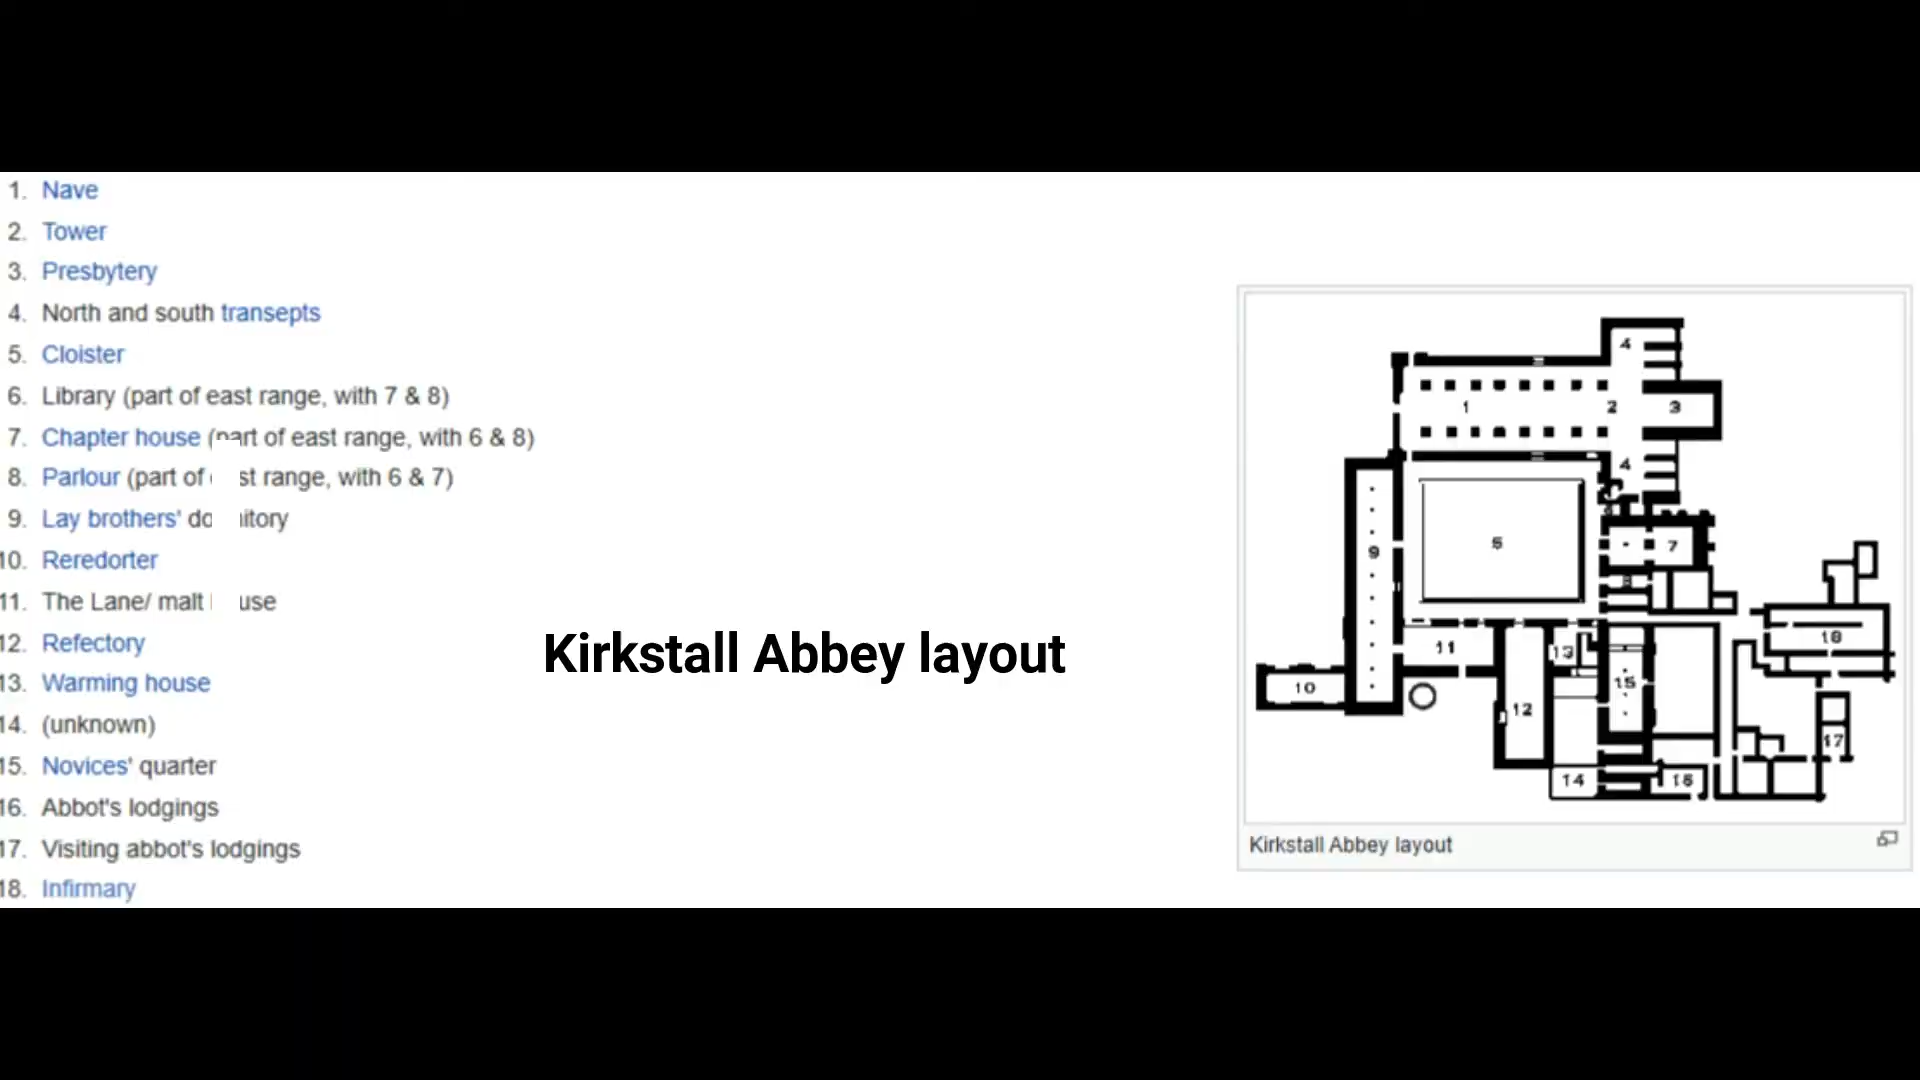 1. Nave
2. Tower
3. Presbytery
4. North and south transepts
5. Cloister
6. Library (part of east range, with 7 & 8)
7. Chapter house (part of east range, with 6 & 8)
8. Parlour (part of st range, with 6 & 7)
9. Lay brothers' do itory
10. Reredorter
11. The Lane/ malt use
12. Refectory
13. Warming house
14. (unknown)
15. Novices' quarter
16. Abbot's lodgings
17. Visiting abbot's lodgings
18. Infirmary
Kirkstall Abbey layout
4
1 2 3
4
7
5
9
18
11 13
15
10
12
17
14 16
Kirkstall Abbey layout